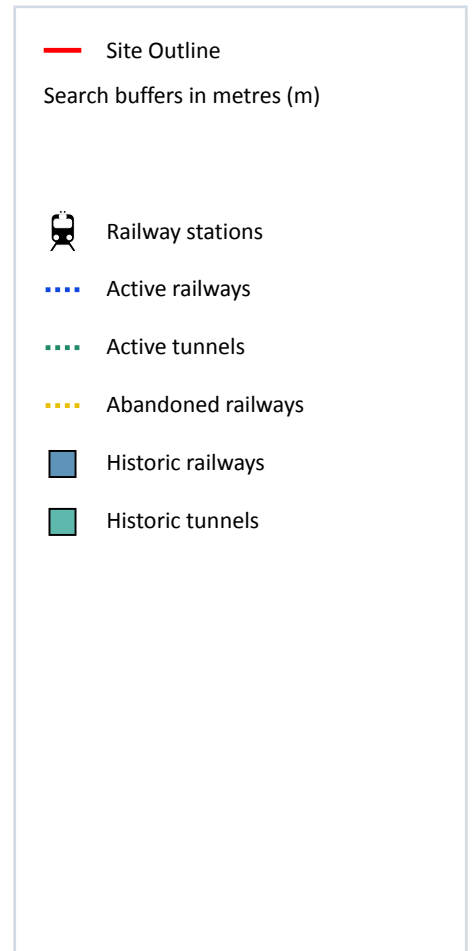 Site Outline
Search buffers in metres (m)
Railway stations
Active railways
Active tunnels
Abandoned railways
Historic railways
Historic tunnels